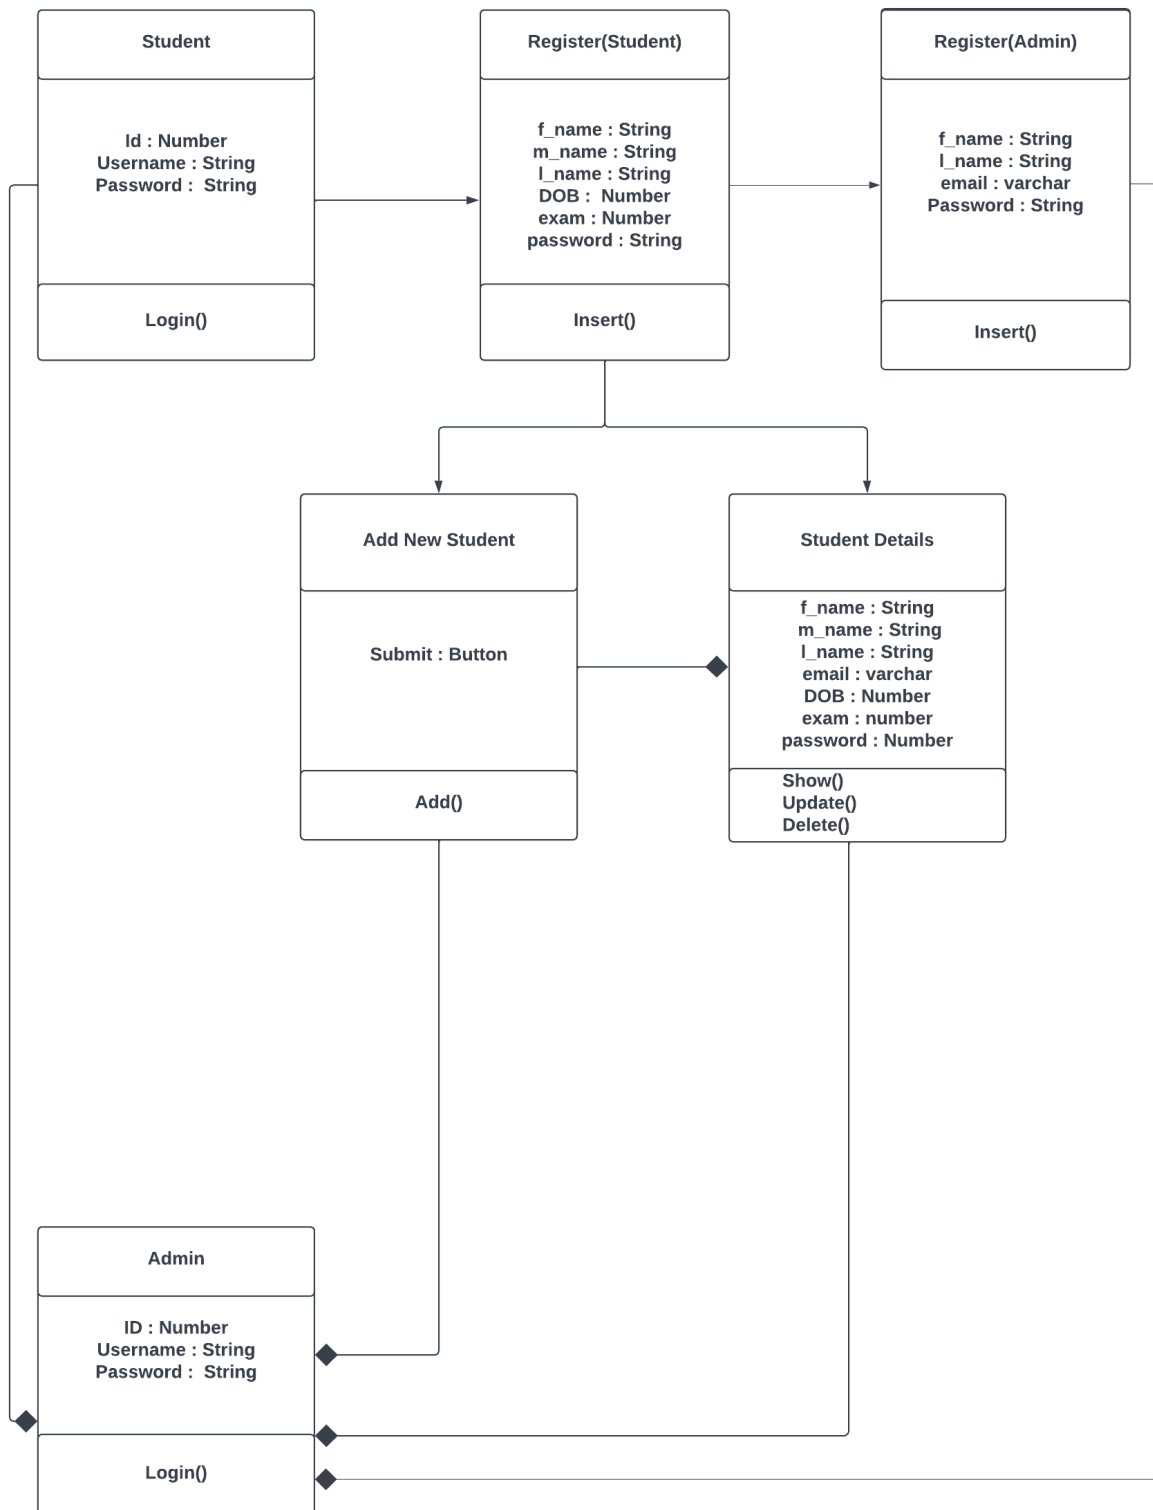 Student
Id : Number
Username : String
Password :  String
Login()
Register(Student)
f_name : String
m_name : String
l_name : String
DOB :  Number
exam : Number
password : String
Insert()
Register(Admin)
f_name : String
l_name : String
email : varchar
Password : String
Insert()
Add New Student
Submit : Button
Add()
Student Details
f_name : String
m_name : String
l_name : String
email : varchar
DOB : Number
exam : number
password : Number
Show()
Update()
Delete()
Admin
ID : Number
Username : String
Password :  String
Login()